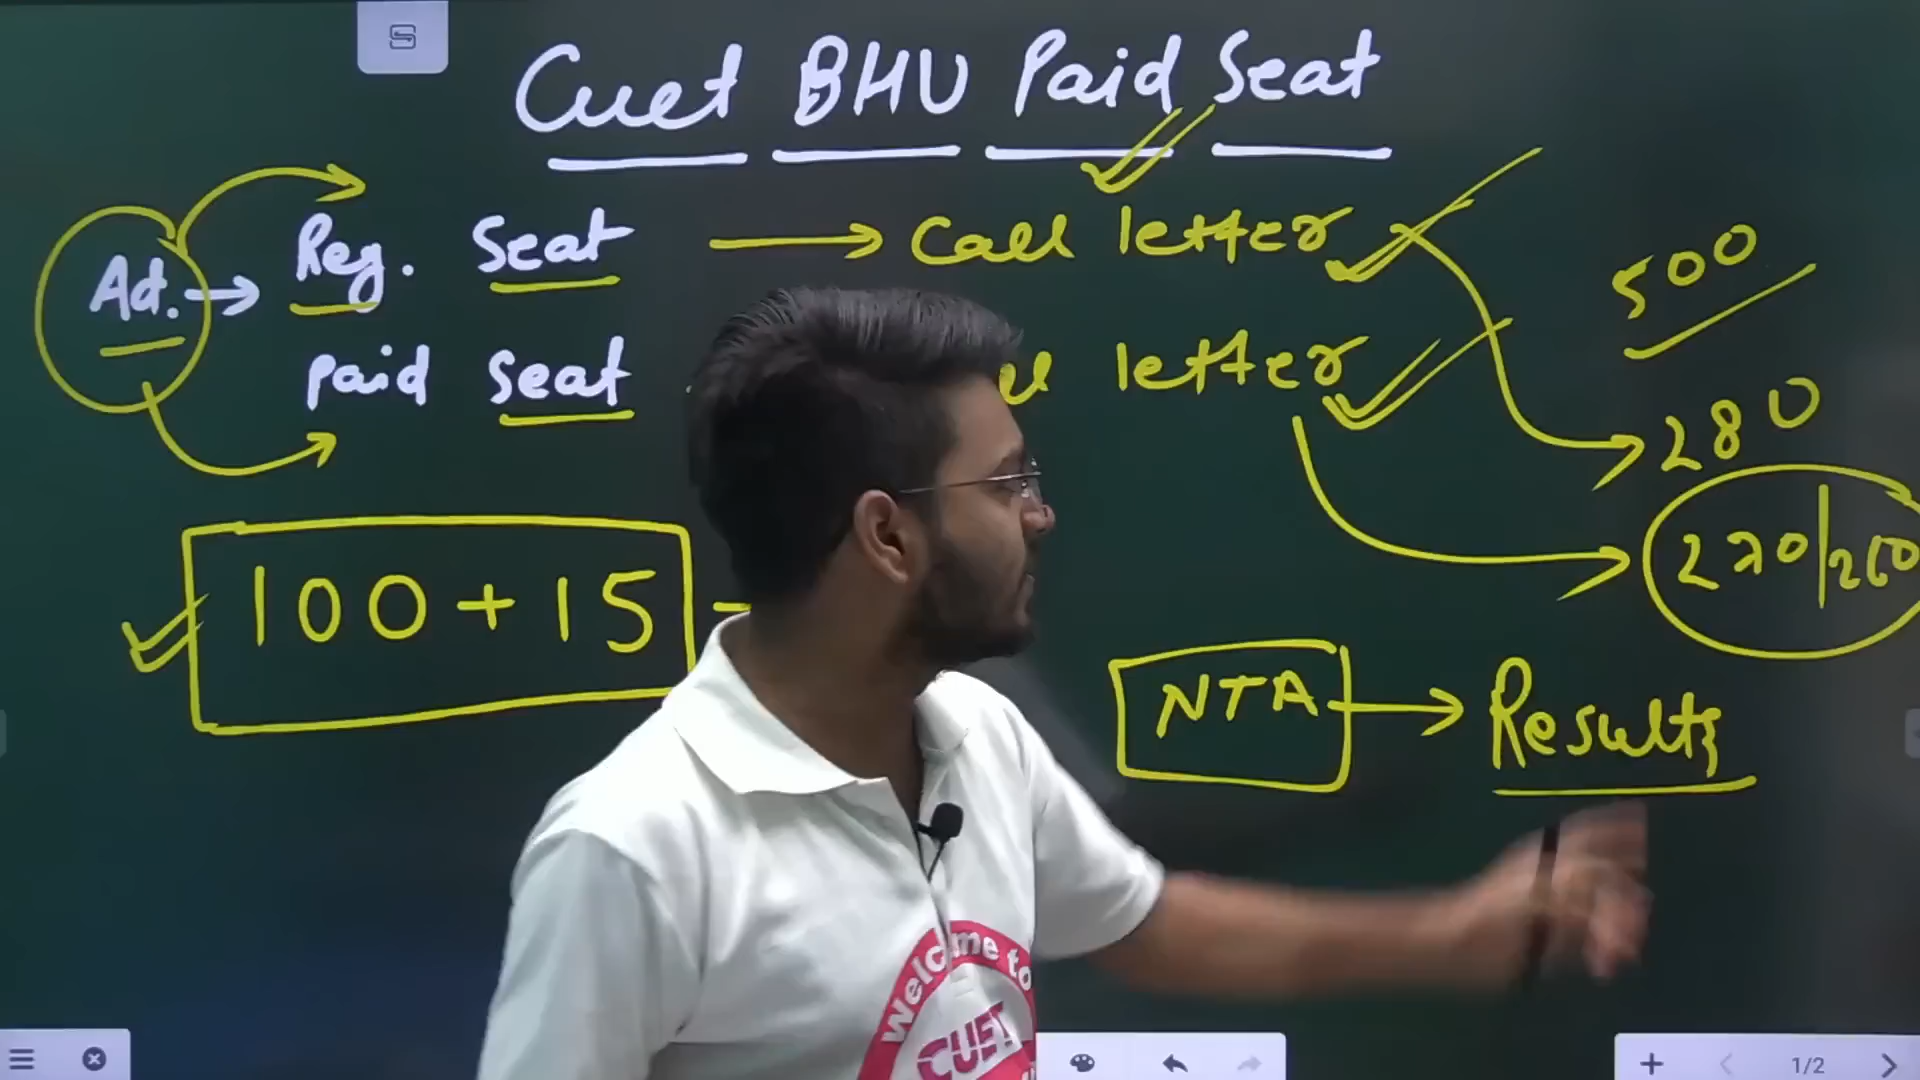 Cuet BHU Paid Seat
Ad. → Reg. Seat → Call letter
500
paid Seat letter
280
270/260
100 + 15
NTA → Results
Welcome to
CUET
1/2